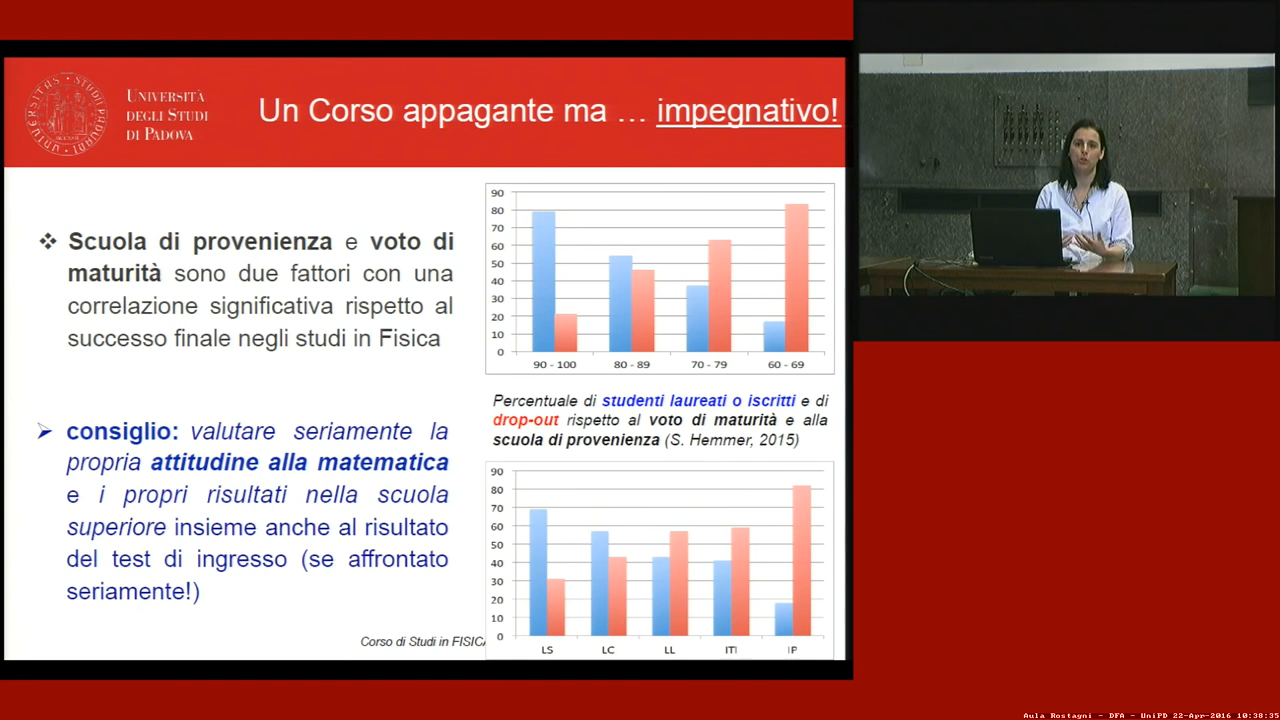 UNIVERSITÀ
DEGLI STUDI
DI PADOVA
Un Corso appagante ma … impegnativo!
❖ Scuola di provenienza e voto di
maturità sono due fattori con una
correlazione significativa rispetto al
successo finale negli studi in Fisica
➢ consiglio: valutare seriamente la
propria attitudine alla matematica
e i propri risultati nella scuola
superiore insieme anche al risultato
del test di ingresso (se affrontato
seriamente!)
Corso di Studi in FISICA
90
80
70
60
50
40
30
20
10
0
90 - 100 80 - 89 70 - 79 60 - 69
Percentuale di studenti laureati o iscritti e di
drop-out rispetto al voto di maturità e alla
scuola di provenienza (S. Hemmer, 2015)
90
80
70
60
50
40
30
20
10
0
LS LC LL ITI IP
Aula Rostagni - DFA - UniPD 22-Apr-2016 10:38:35